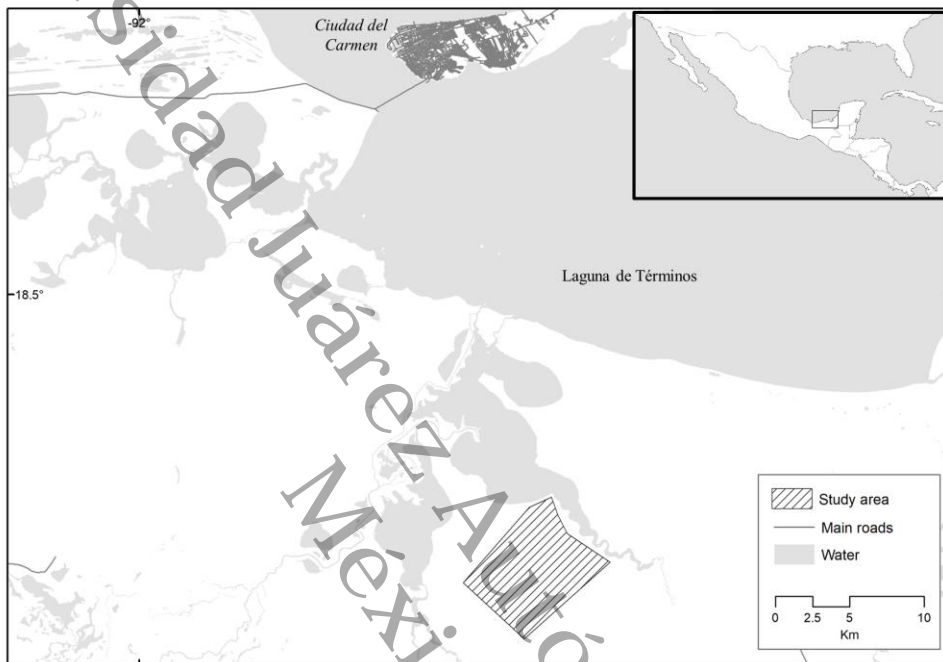 -92°
Ciudad del
Carmen
Laguna de Términos
18.5°
Study area
Main roads
Water
0 2.5 5 10
Km
sidad Juárez Autó
Méxi